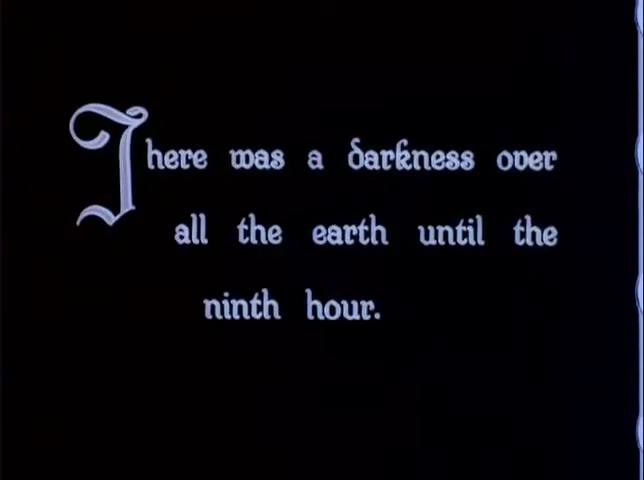 There was a darkness over
all the earth until the
ninth hour.